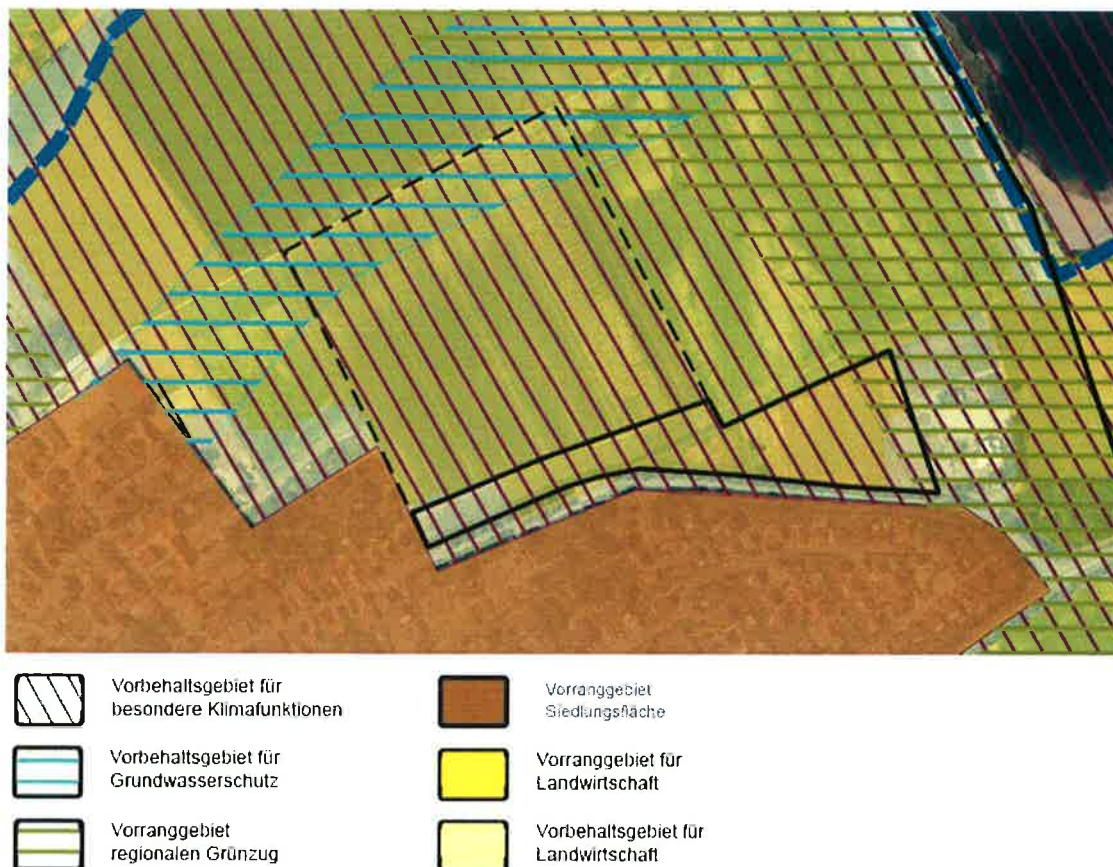 Vorbehaltsgebiet für
besondere Klimafunktionen
Vorbehaltsgebiet für
Grundwasserschutz
Vorranggebiet
regionalen Grünzug
Vorranggebiet
Siedlungsfläche
Vorranggebiet für
Landwirtschaft
Vorbehaltsgebiet für
Landwirtschaft